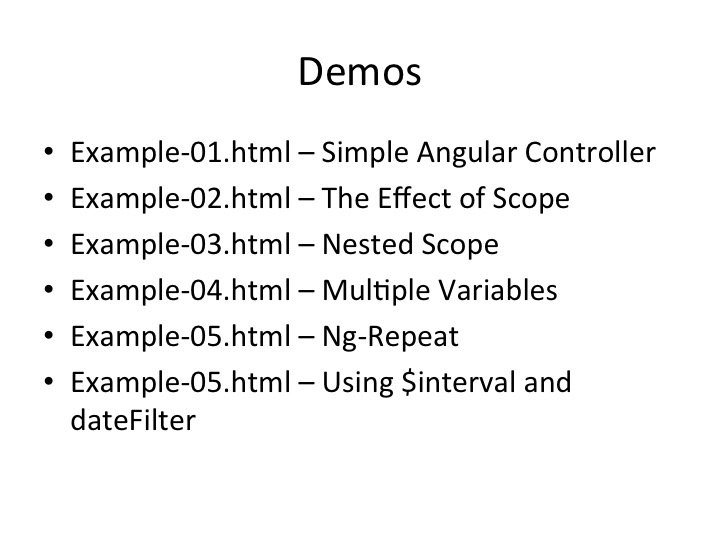 Demos
• Example-01.html – Simple Angular Controller
• Example-02.html – The Effect of Scope
• Example-03.html – Nested Scope
• Example-04.html – Multiple Variables
• Example-05.html – Ng-Repeat
• Example-05.html – Using $interval and
dateFilter